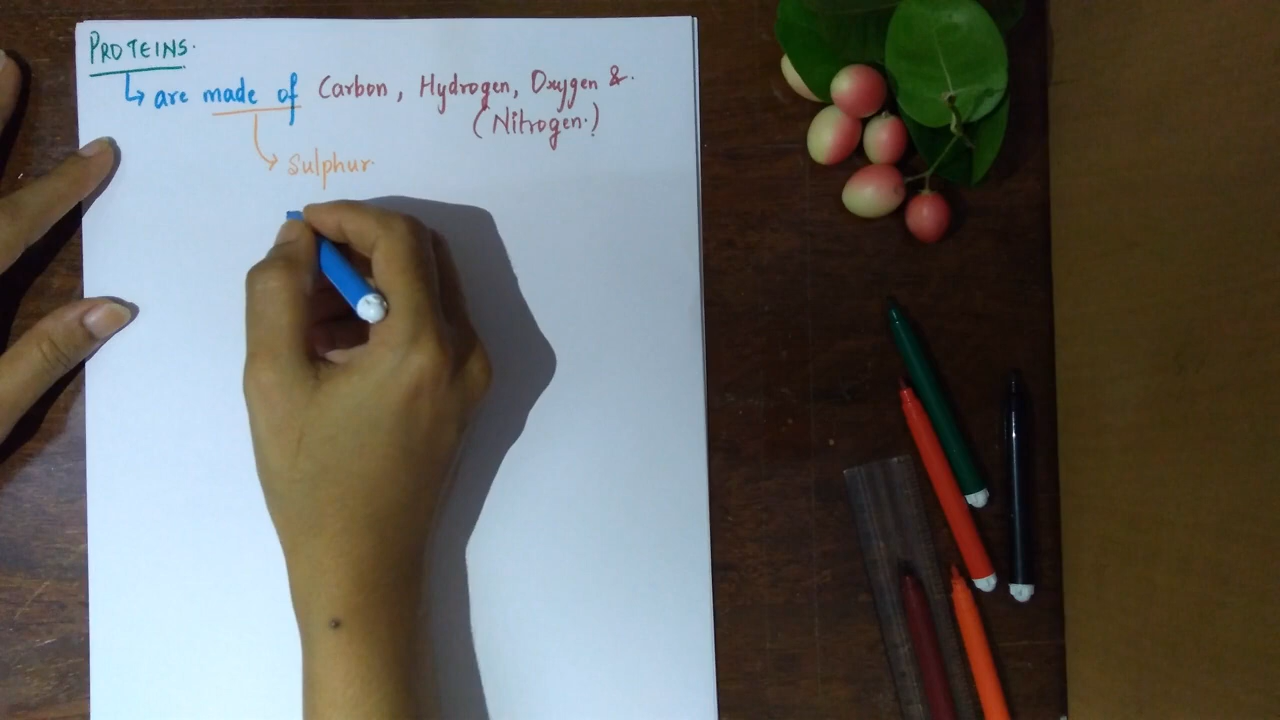 PROTEINS.
↳ are made of Carbon, Hydrogen, Oxygen &.
(Nitrogen.)
↳ Sulphur.